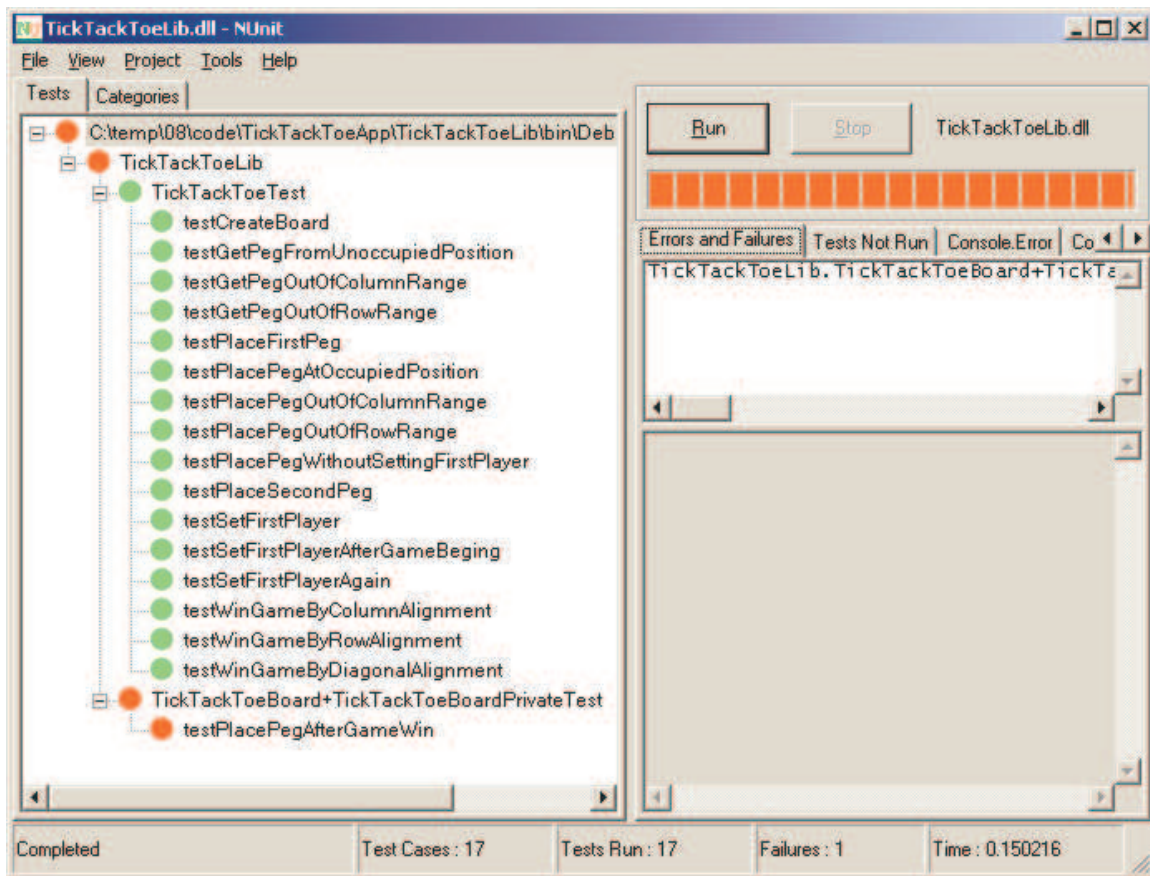 TickTackToeLib.dll - NUnit
File View Project Tools Help
Tests Categories
C:\temp\08\code\TickTackToeApp\TickTackToeLib\bin\Deb
TickTackToeLib
TickTackToeTest
testCreateBoard
testGetPegFromUnoccupiedPosition
testGetPegOutOfColumnRange
testGetPegOutOfRowRange
testPlaceFirstPeg
testPlacePegAtOccupiedPosition
testPlacePegOutOfColumnRange
testPlacePegOutOfRowRange
testPlacePegWithoutSettingFirstPlayer
testPlaceSecondPeg
testSetFirstPlayer
testSetFirstPlayerAfterGameBeging
testSetFirstPlayerAgain
testWinGameByColumnAlignment
testWinGameByRowAlignment
testWinGameByDiagonalAlignment
TickTackToeBoard+TickTackToeBoardPrivateTest
testPlacePegAfterGameWin
Run Stop TickTackToeLib.dll
Errors and Failures Tests Not Run Console.Error Co
TickTackToeLib.TickTackToeBoard+TickTa
Completed Test Cases : 17 Tests Run : 17 Failures : 1 Time : 0.150216